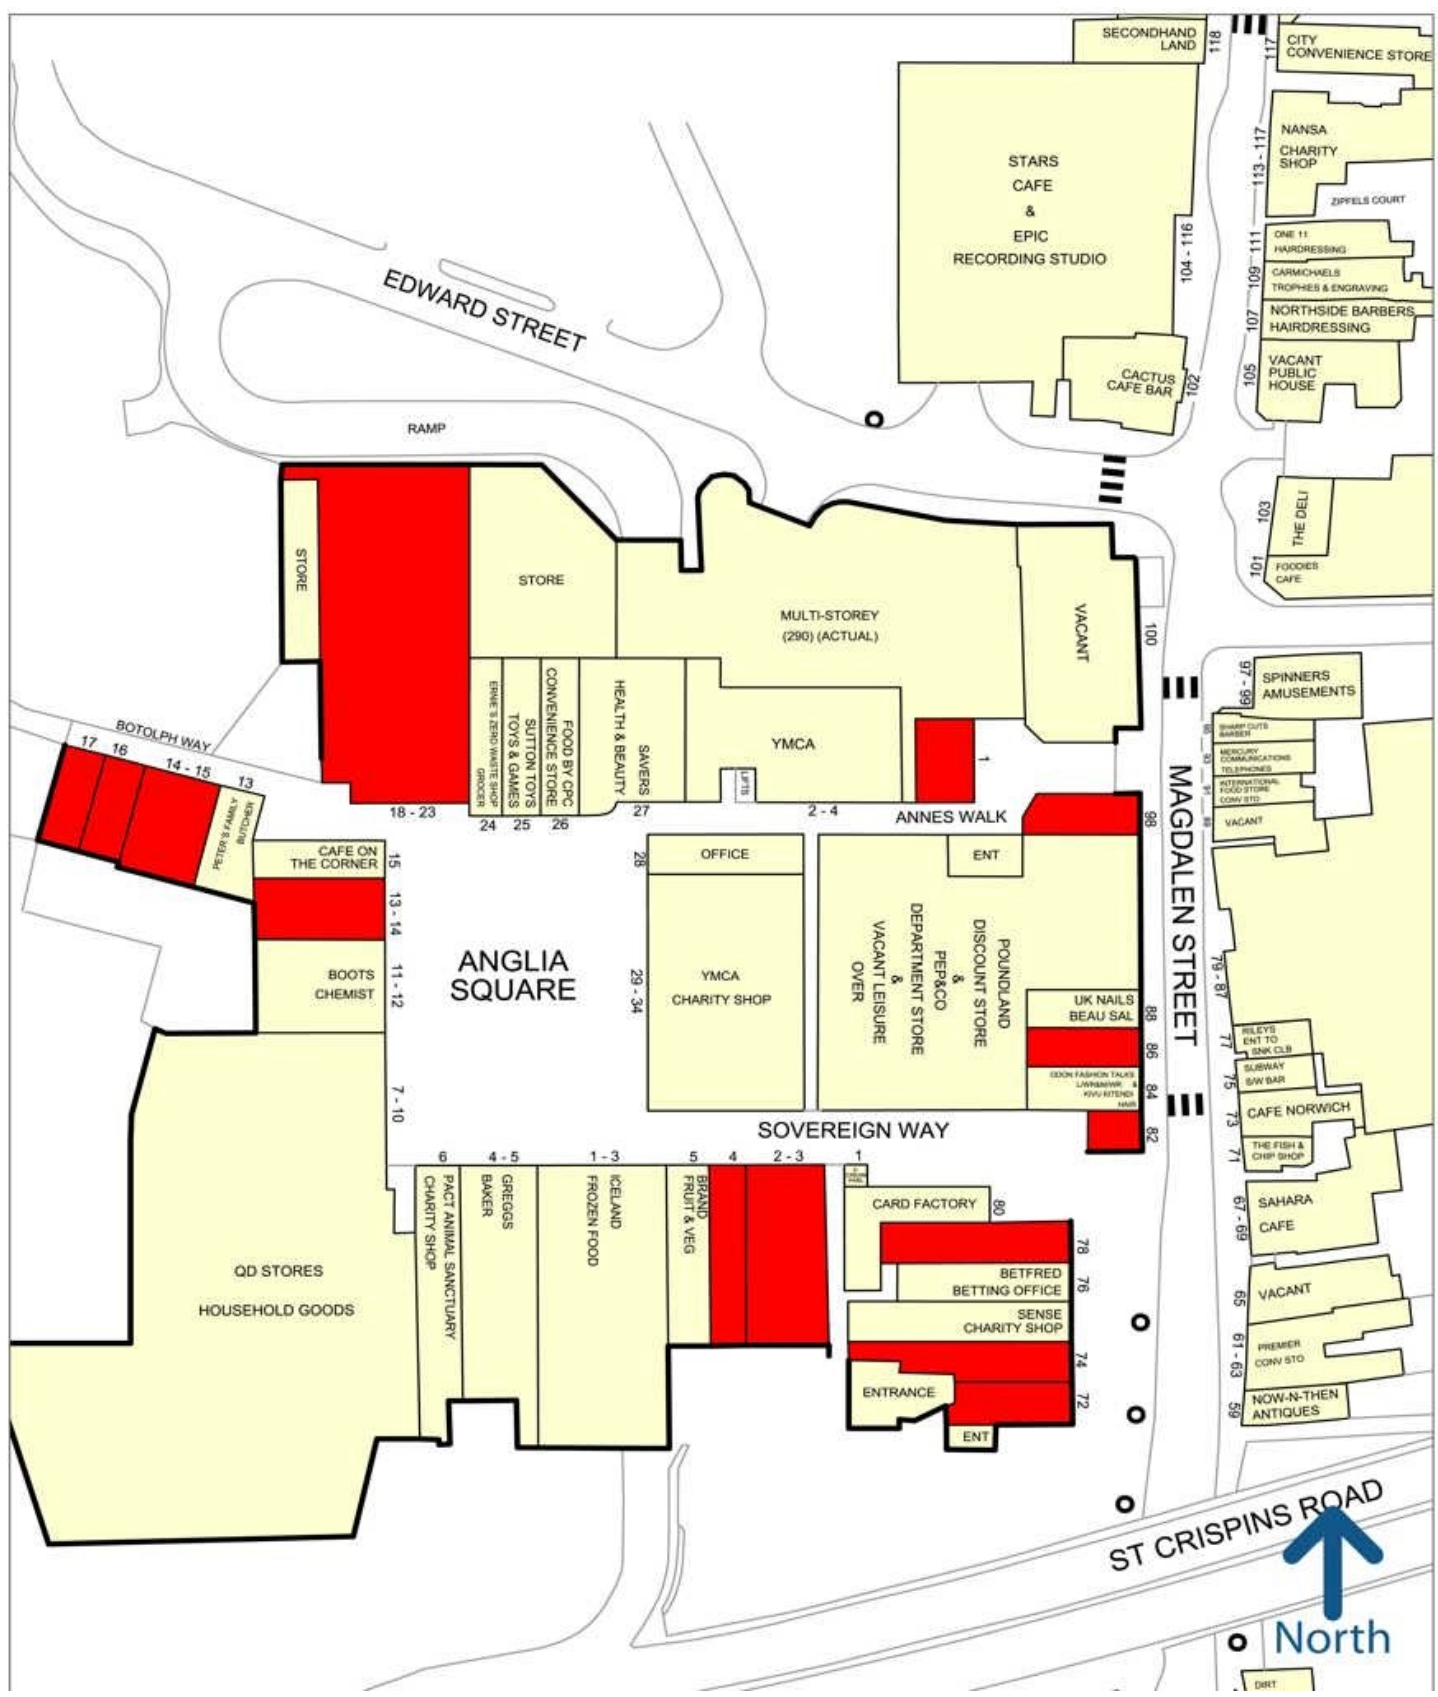 SECONDHAND
LAND
118
117
CITY
CONVENIENCE STORE
STARS
CAFE
&
EPIC
RECORDING STUDIO
104 - 116
113 - 117
NANSA
CHARITY
SHOP
ZIPFELS COURT
111
ONE 11
HAIRDRESSING
109
CARMICHAELS
TROPHIES & ENGRAVING
107
NORTHSIDE BARBERS
HAIRDRESSING
105
VACANT
PUBLIC
HOUSE
CACTUS
CAFE BAR
102
EDWARD STREET
RAMP
103
THE DELI
101
FOODIES
CAFE
STORE
STORE
MULTI-STOREY
(290) (ACTUAL)
VACANT
100
97 - 99
SPINNERS
AMUSEMENTS
95
SHARP CUTS
BARBER
93
MERCURY
COMMUNICATIONS
TELEPHONES
91
INTERNATIONAL
FOOD STORE
CONV STO
89
VACANT
ERNIE'S ZERO WASTE SHOP
GROCER
SUTTON TOYS
TOYS & GAMES
FOOD BY CPC
CONVENIENCE STORE
SAVERS
HEALTH & BEAUTY
YMCA
LIFTS
1
18 - 23
24
25
26
27
2 - 4
ANNES WALK
98
BOTOLPH WAY
17
16
14 - 15
13
PETER'S FAMILY
BUTCHER
CAFE ON
THE CORNER
15
13 - 14
BOOTS
CHEMIST
11 - 12
7 - 10
ANGLIA
SQUARE
28
OFFICE
29 - 34
YMCA
CHARITY SHOP
ENT
POUNDLAND
DISCOUNT STORE
&
PEP&CO
DEPARTMENT STORE
&
VACANT LEISURE
OVER
UK NAILS
BEAU SAL
88
86
ODON FASHION TALKS
&
KIVU KITENDI
HAIR
84
82
MAGDALEN STREET
79 - 87
77
RILEYS
ENT TO
SNK CLB
75
SUBWAY
S/W BAR
73
CAFE NORWICH
71
THE FISH &
CHIP SHOP
67 - 69
SAHARA
CAFE
65
VACANT
61 - 63
PREMIER
CONV STO
59
NOW-N-THEN
ANTIQUES
SOVEREIGN WAY
6
4 - 5
1 - 3
5
4
2 - 3
1
PACT ANIMAL SANCTUARY
CHARITY SHOP
GREGGS
BAKER
ICELAND
FROZEN FOOD
BRAND
FRUIT & VEG
CARD FACTORY
80
78
BETFRED
BETTING OFFICE
76
SENSE
CHARITY SHOP
74
72
ENTRANCE
ENT
QD STORES
HOUSEHOLD GOODS
ST CRISPINS ROAD
North
DIRT